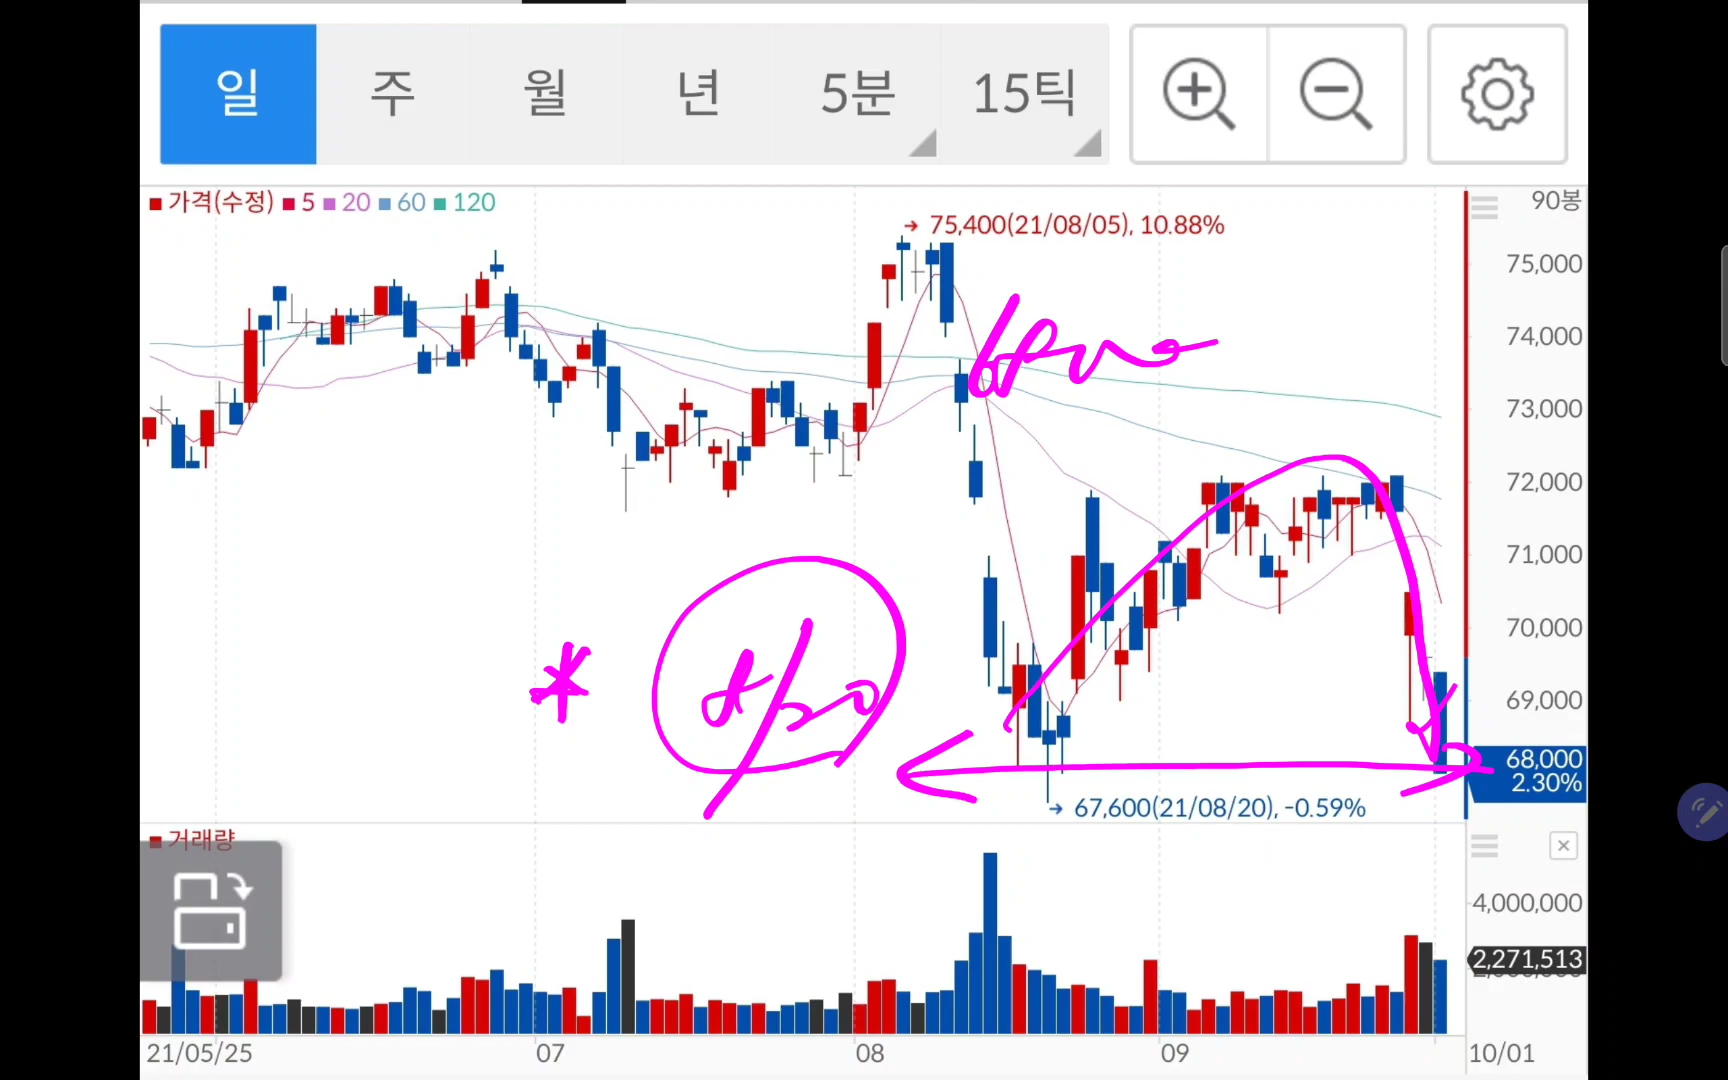 일 주 월 년 5분 15틱
가격(수정) 5 20 60 120
90봉
75,400(21/08/05), 10.88%
75,000
74,000
73,000
72,000
71,000
70,000
69,000
68,000
2.30%
67,600(21/08/20), -0.59%
거래량
4,000,000
2,271,513
21/05/25 07 08 09 10/01